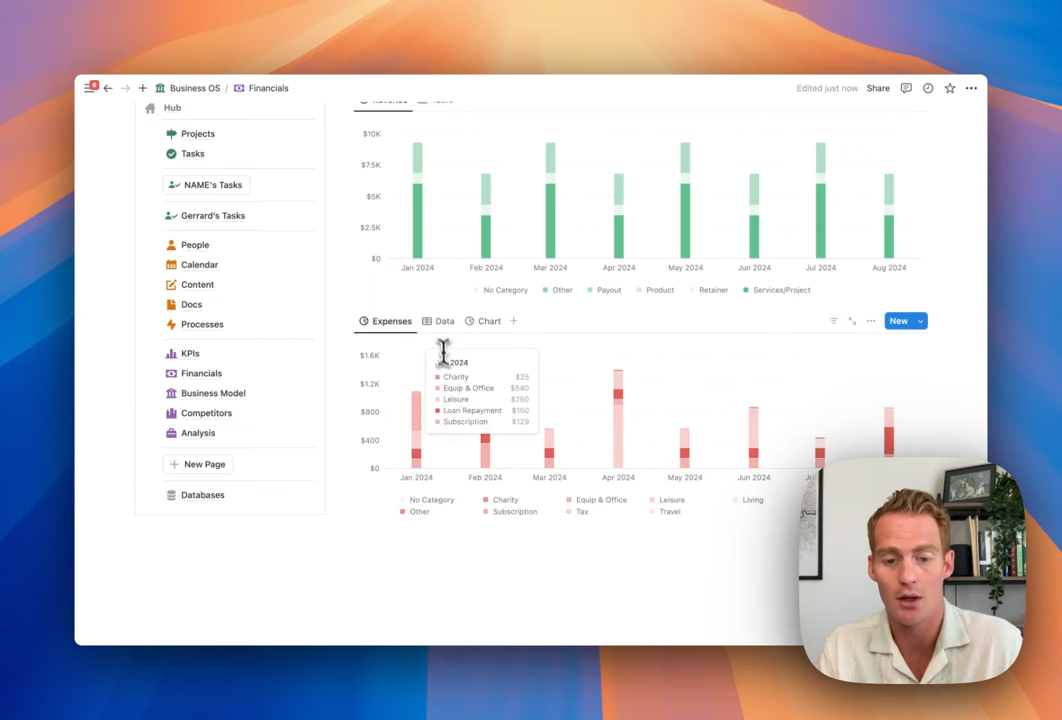 6
Business OS / Financials
Edited just now Share
Hub
Projects
Tasks
NAME's Tasks
Gerrard's Tasks
People
Calendar
Content
Docs
Processes
KPIs
Financials
Business Model
Competitors
Analysis
New Page
Databases
$10K
$7.5K
$5K
$2.5K
$0
Jan 2024 Feb 2024 Mar 2024 Apr 2024 May 2024 Jun 2024 Jul 2024 Aug 2024
No Category Other Payout Product Retainer Services/Project
Expenses Data Chart
New
$1.6K
$1.2K
$800
$400
$0
2024
Charity $25
Equip & Office $540
Leisure $250
Loan Repayment $150
Subscription $129
Jan 2024 Feb 2024 Mar 2024 Apr 2024 May 2024 Jun 2024
No Category Charity Equip & Office Leisure Living
Other Subscription Tax Travel